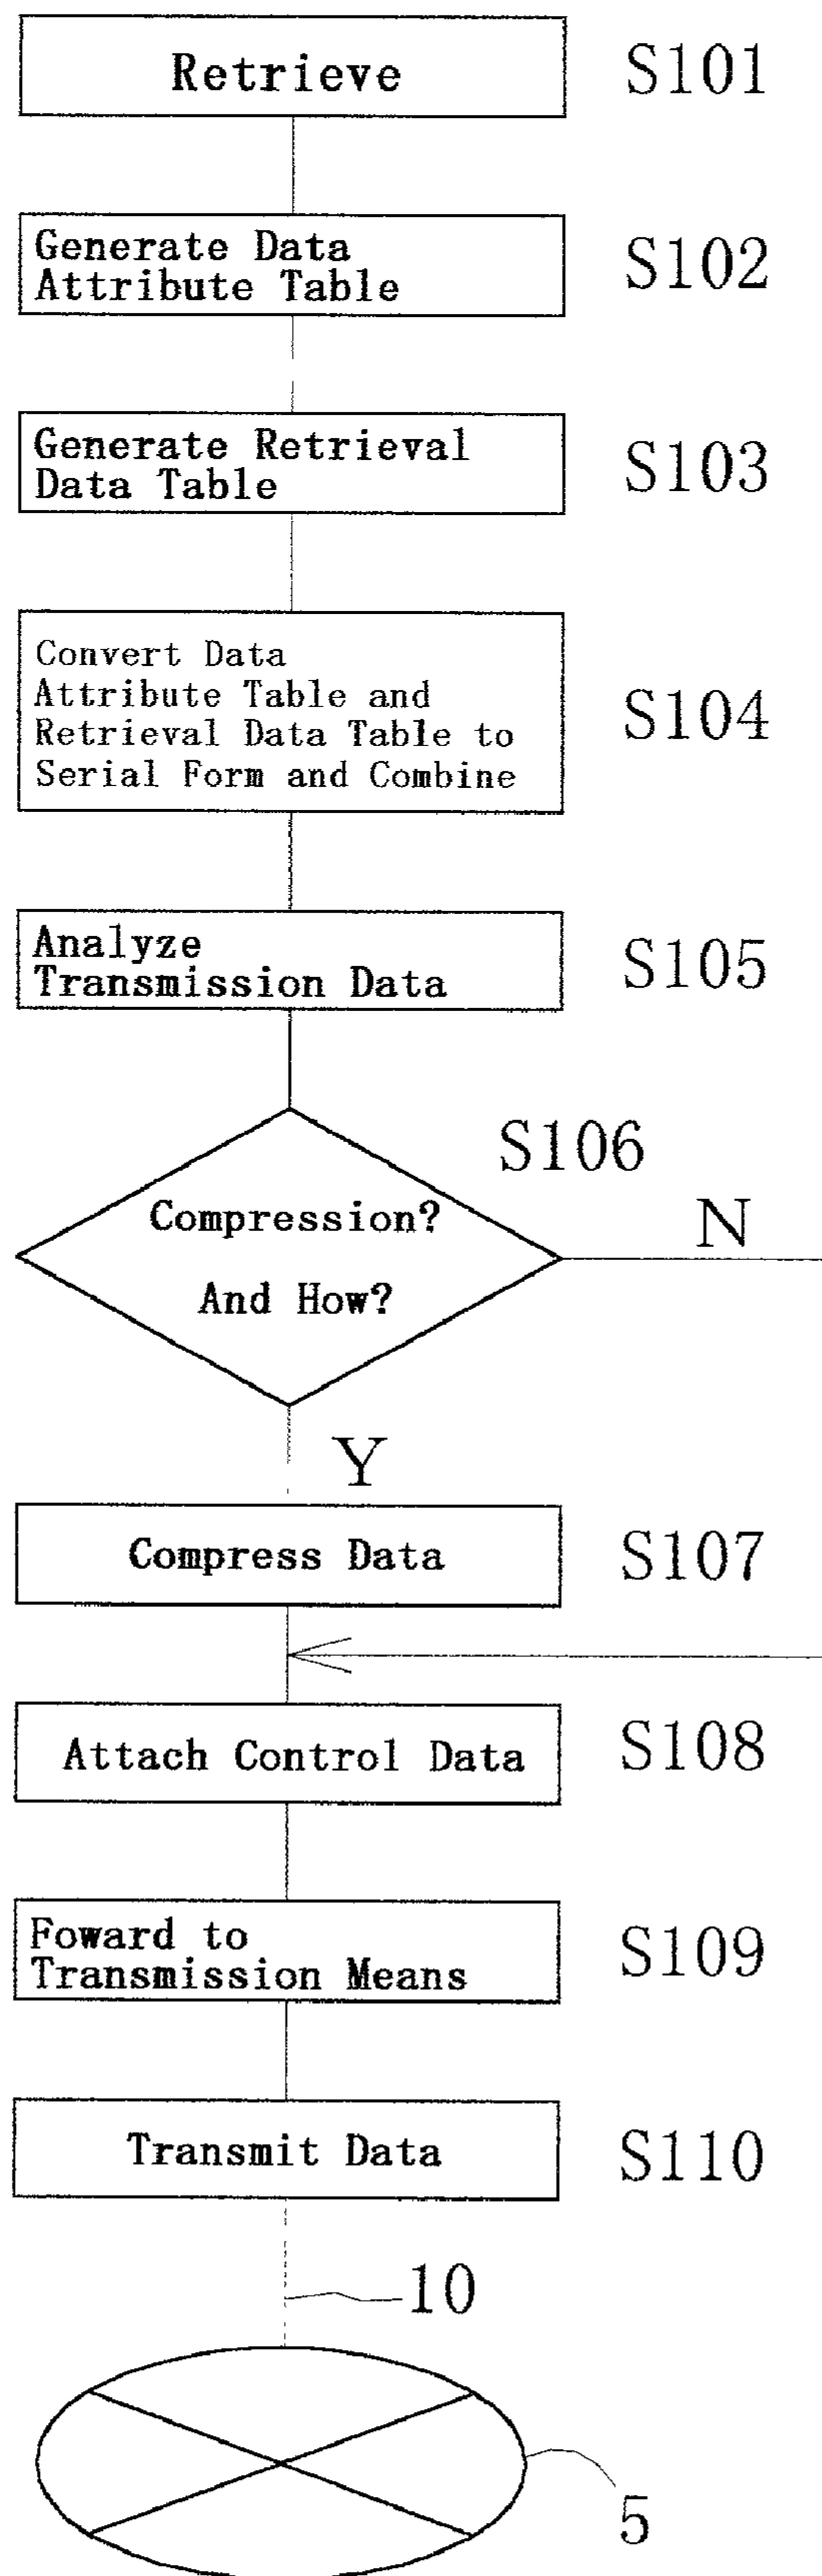 Retrieve
S101
Generate Data
Attribute Table
S102
Generate Retrieval
Data Table
S103
Convert Data
Attribute Table and
Retrieval Data Table to
Serial Form and Combine
S104
Analyze
Transmission Data
S105
S106
Compression?
And How?
N
Y
Compress Data
S107
Attach Control Data
S108
Foward to
Transmission Means
S109
Transmit Data
S110
10
5